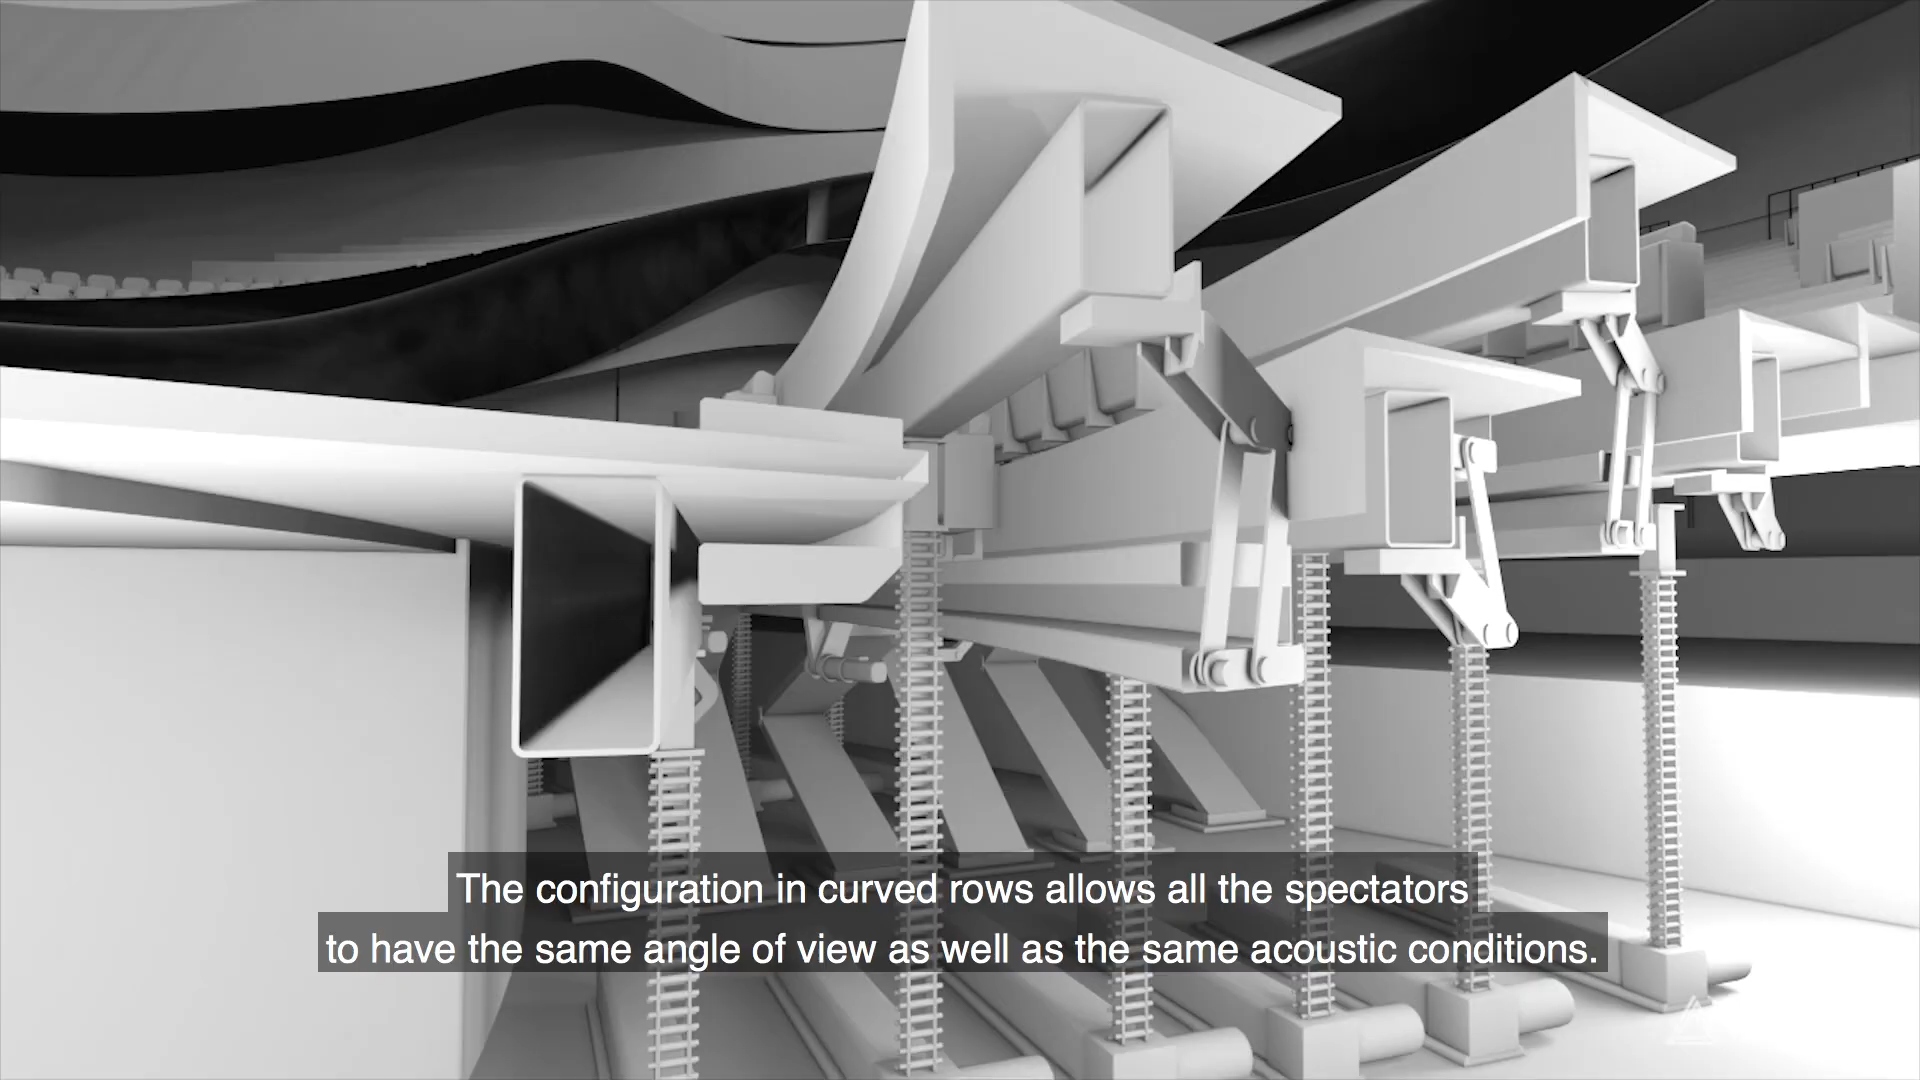 The configuration in curved rows allows all the spectators
to have the same angle of view as well as the same acoustic conditions.